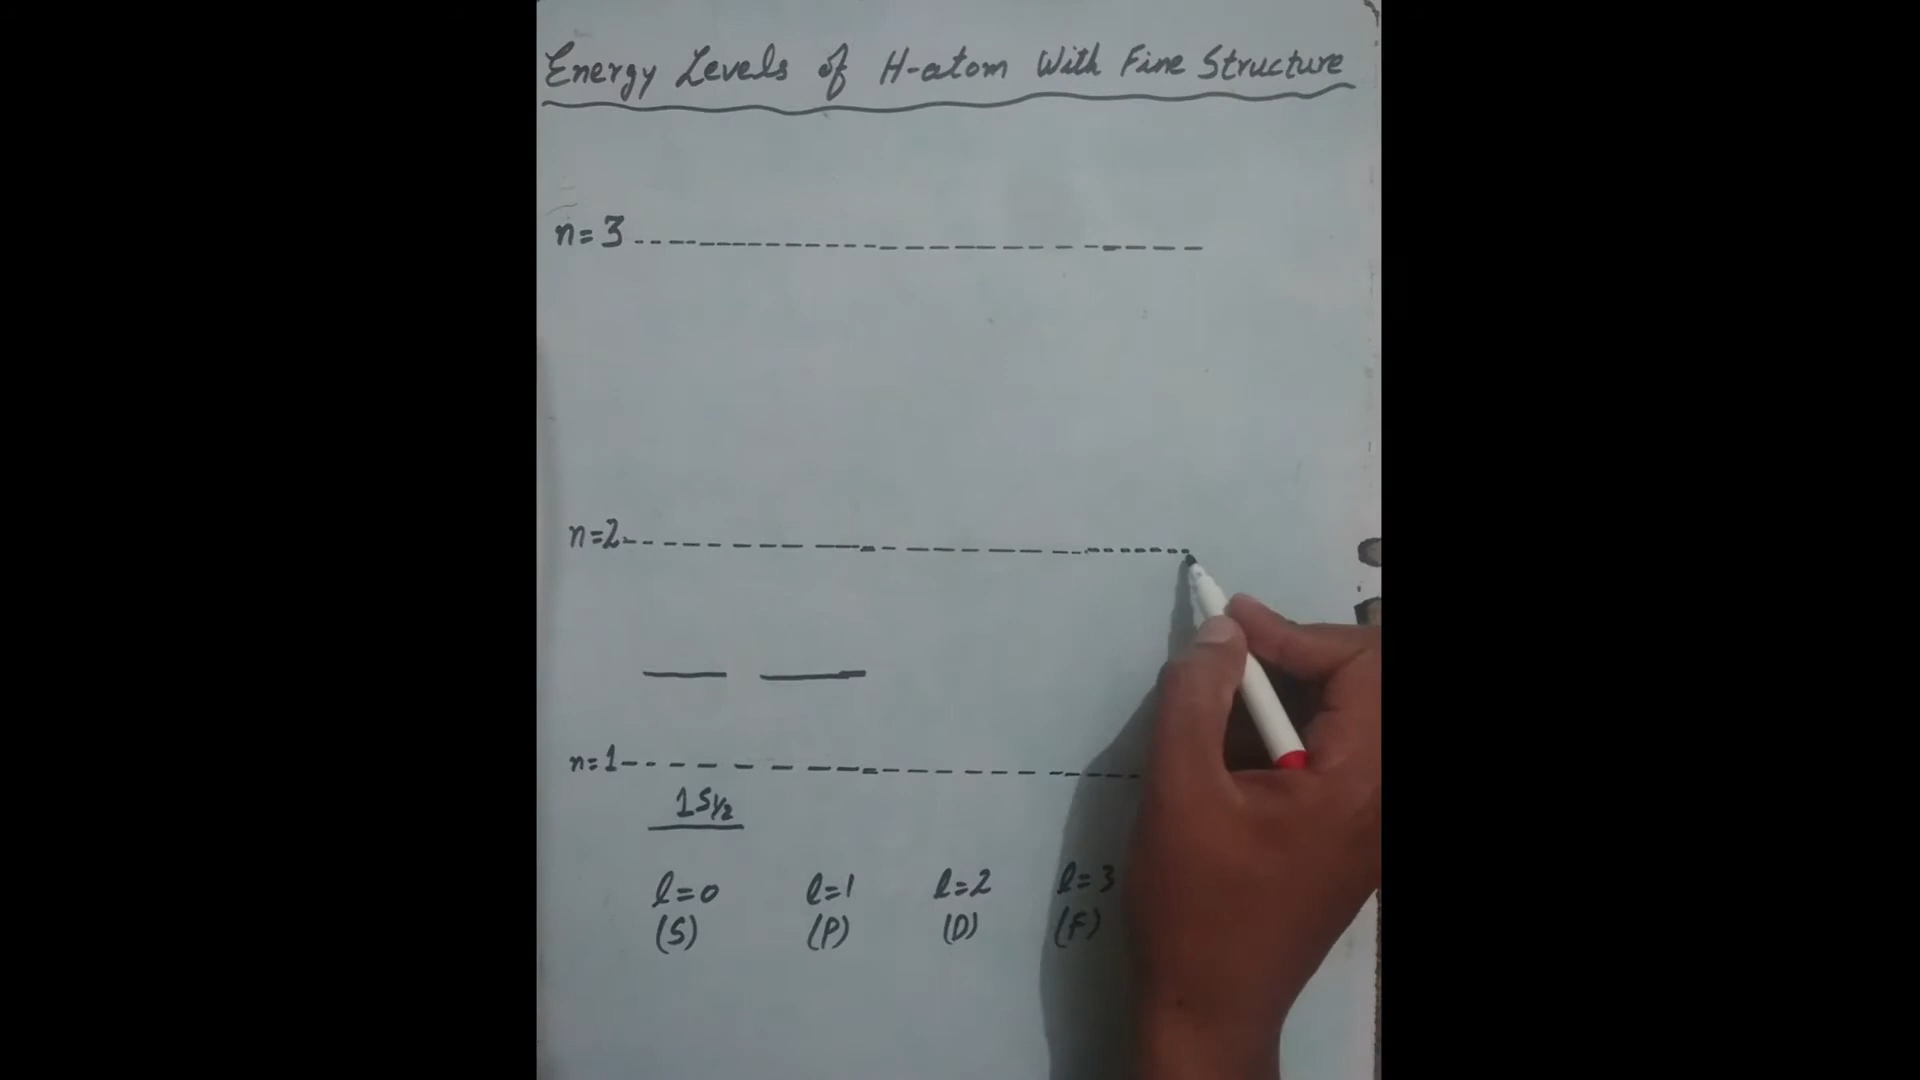 Energy Levels of H-atom With Fine Structure
n=3
n=2
n=1
1S1/2
l=0 l=1 l=2 l=3
(S) (P) (D) (F)